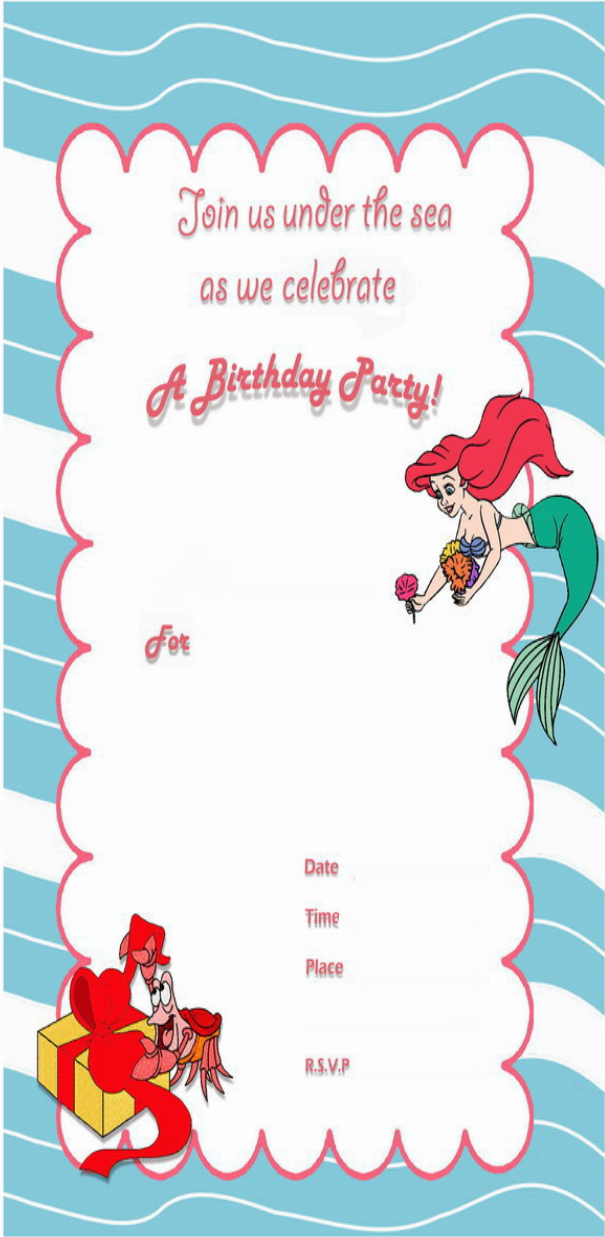 Join us under the sea
as we celebrate
A Birthday Party!
For
Date
Time
Place
R.S.V.P